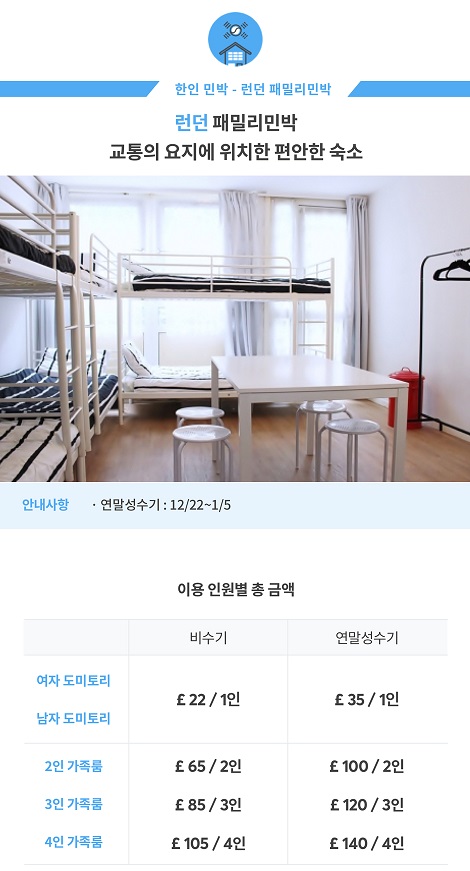 한인 민박 - 런던 패밀리민박
런던 패밀리민박
교통의 요지에 위치한 편안한 숙소
안내사항 · 연말성수기 : 12/22~1/5
이용 인원별 총 금액
비수기 연말성수기
여자 도미토리
남자 도미토리
£ 22 / 1인 £ 35 / 1인
2인 가족룸 £ 65 / 2인 £ 100 / 2인
3인 가족룸 £ 85 / 3인 £ 120 / 3인
4인 가족룸 £ 105 / 4인 £ 140 / 4인